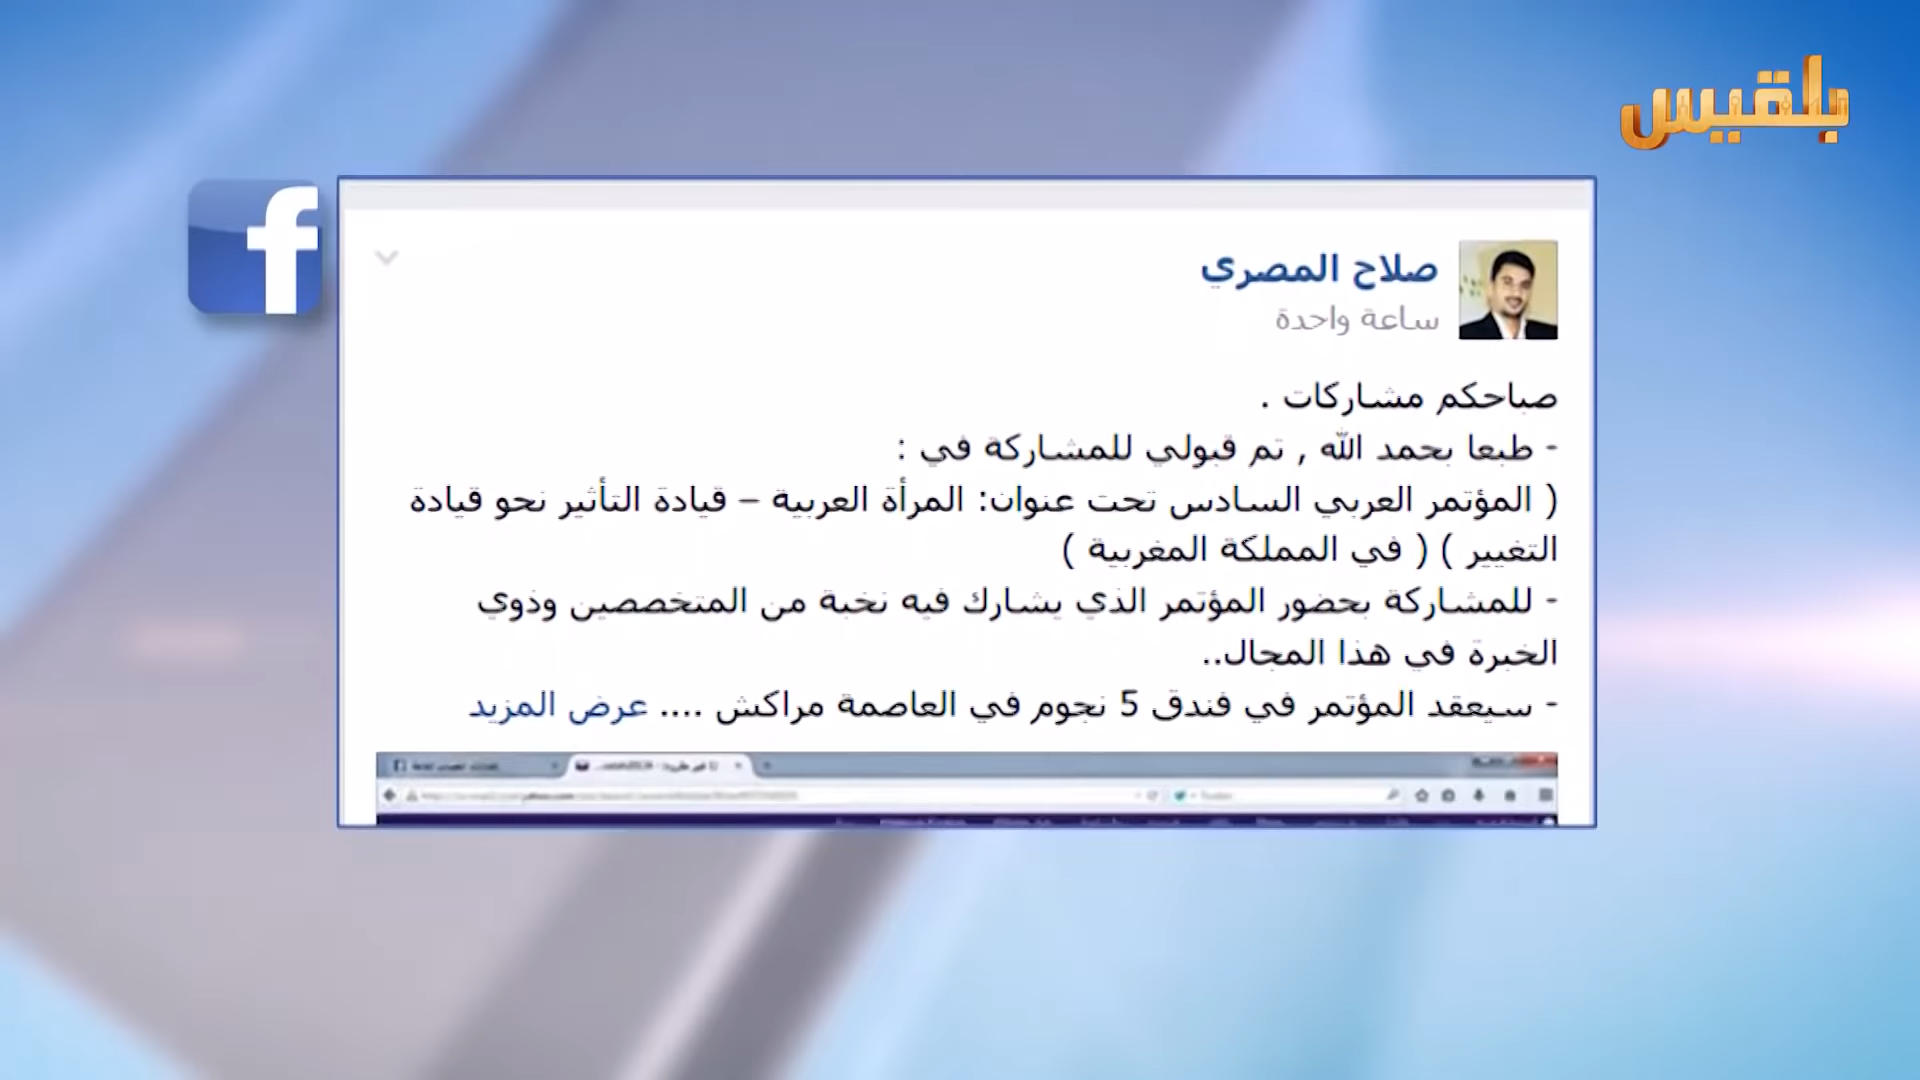 بلقيس
f
صلاح المصري
ساعة واحدة
صباحكم مشاركات .
- طبعا بحمد الله , تم قبولي للمشاركة في :
( المؤتمر العربي السادس تحت عنوان: المرأة العربية – قيادة التأثير نحو قيادة
التغيير ) ( في المملكة المغربية )
- للمشاركة بحضور المؤتمر الذي يشارك فيه نخبة من المتخصصين وذوي
الخبرة في هذا المجال..
- سيعقد المؤتمر في فندق 5 نجوم في العاصمة مراكش .... عرض المزيد